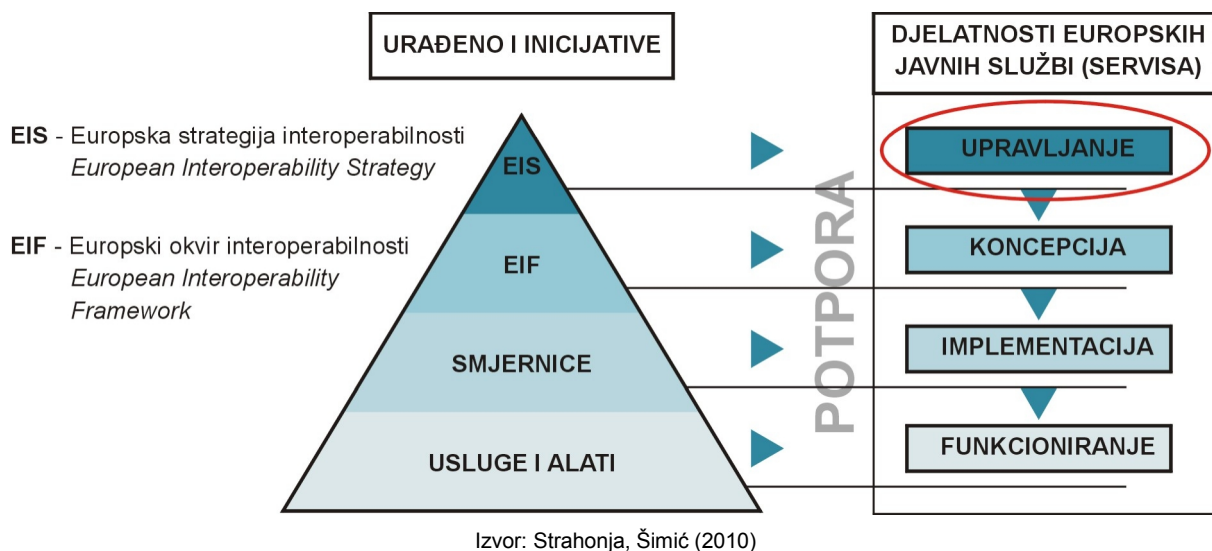 URAĐENO I INICIJATIVE
DJELATNOSTI EUROPSKIH
JAVNIH SLUŽBI (SERVISA)
EIS - Europska strategija interoperabilnosti
European Interoperability Strategy
EIF - Europski okvir interoperabilnosti
European Interoperability
Framework
EIS
EIF
SMJERNICE
USLUGE I ALATI
POTPORA
UPRAVLJANJE
KONCEPCIJA
IMPLEMENTACIJA
FUNKCIONIRANJE
Izvor: Strahonja, Šimić (2010)